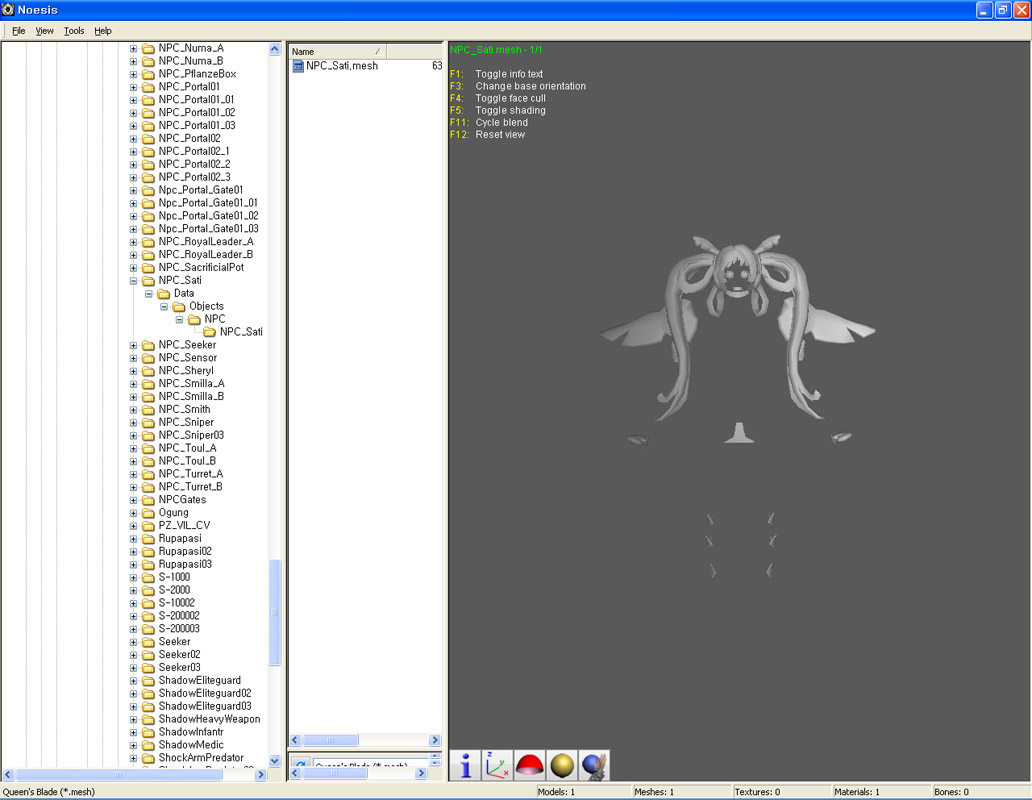 Noesis
File View Tools Help
NPC_Numa_A
NPC_Numa_B
NPC_PflanzeBox
NPC_Portal01
NPC_Portal01_01
NPC_Portal01_02
NPC_Portal01_03
NPC_Portal02
NPC_Portal02_1
NPC_Portal02_2
NPC_Portal02_3
Npc_Portal_Gate01
Npc_Portal_Gate01_01
Npc_Portal_Gate01_02
Npc_Portal_Gate01_03
NPC_RoyalLeader_A
NPC_RoyalLeader_B
NPC_SacrificialPot
NPC_Sati
Data
Objects
NPC
NPC_Sati
NPC_Seeker
NPC_Sensor
NPC_Sheryl
NPC_Smilla_A
NPC_Smilla_B
NPC_Smith
NPC_Sniper
NPC_Sniper03
NPC_Toul_A
NPC_Toul_B
NPC_Turret_A
NPC_Turret_B
NPCGates
Ogung
PZ_VIL_CV
Rupapasi
Rupapasi02
Rupapasi03
S-1000
S-2000
S-10002
S-200002
S-200003
Seeker
Seeker02
Seeker03
ShadowEliteguard
ShadowEliteguard02
ShadowEliteguard03
ShadowHeavyWeapon
ShadowInfantr
ShadowMedic
ShockArmPredator
Name
NPC_Sati.mesh 63
Queen's Blade (*.mesh)
NPC_Sati.mesh - 1/1
F1: Toggle info text
F3: Change base orientation
F4: Toggle face cull
F5: Toggle shading
F11: Cycle blend
F12: Reset view
i z y x
Queen's Blade (*.mesh) Models: 1 Meshes: 1 Textures: 0 Materials: 1 Bones: 0